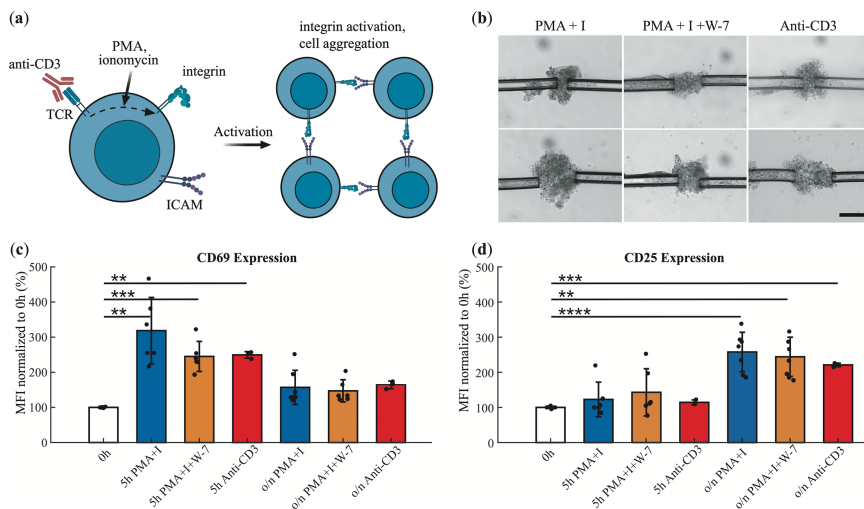 (a)
PMA,
ionomycin
anti-CD3
integrin
TCR
ICAM
Activation
integrin activation,
cell aggregation
(b)
PMA + I
PMA + I +W-7
Anti-CD3
(c)
CD69 Expression
MFI normalized to 0h (%)
500
400
300
200
100
0
**
***
**
0h
5h PMA+I
5h PMA+I+W-7
5h Anti-CD3
o/n PMA+I
o/n PMA+I+W-7
o/n Anti-CD3
(d)
CD25 Expression
MFI normalized to 0h (%)
500
400
300
200
100
0
***
**
****
0h
5h PMA+I
5h PMA+I+W-7
5h Anti-CD3
o/n PMA+I
o/n PMA+I+W-7
o/n Anti-CD3